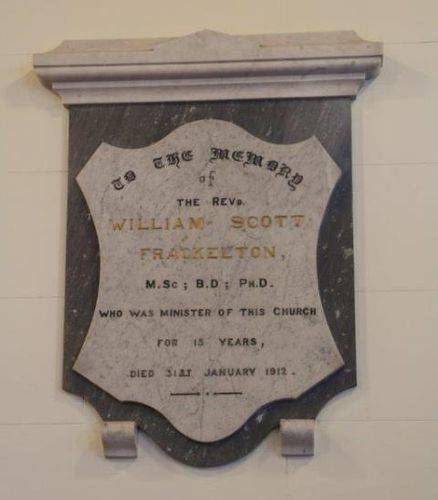 TO THE MEMORY
of
THE REVD.
WILLIAM SCOTT
FRACKELTON,
M.Sc; B.D; PH.D.
WHO WAS MINISTER OF THIS CHURCH
FOR 15 YEARS,
DIED 31ST JANUARY 1912.